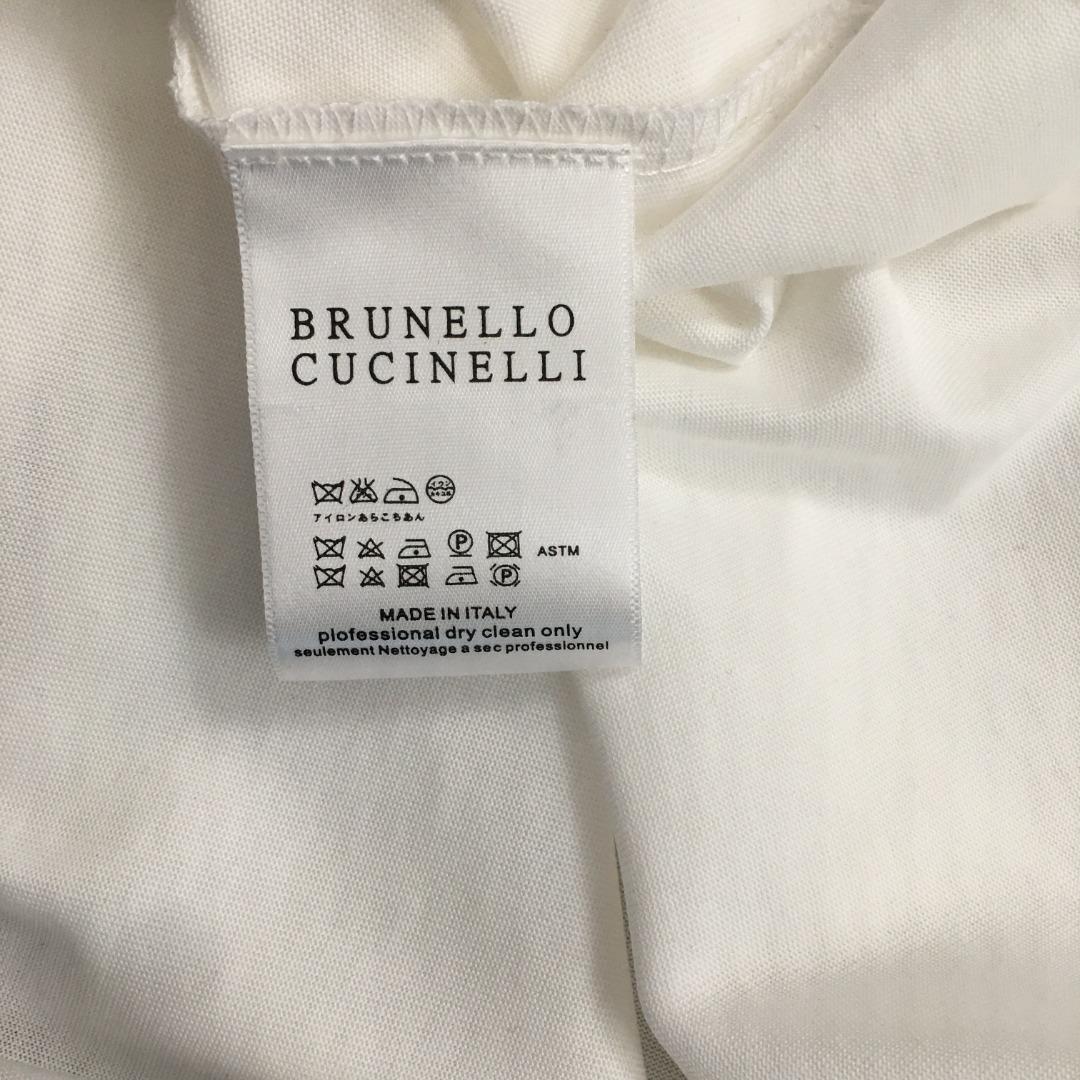 BRUNELLO
CUCINELLI
アイロンあらこちあん
P
ASTM
P
MADE IN ITALY
plofessional dry clean only
seulement Nettoyage a sec professionnel